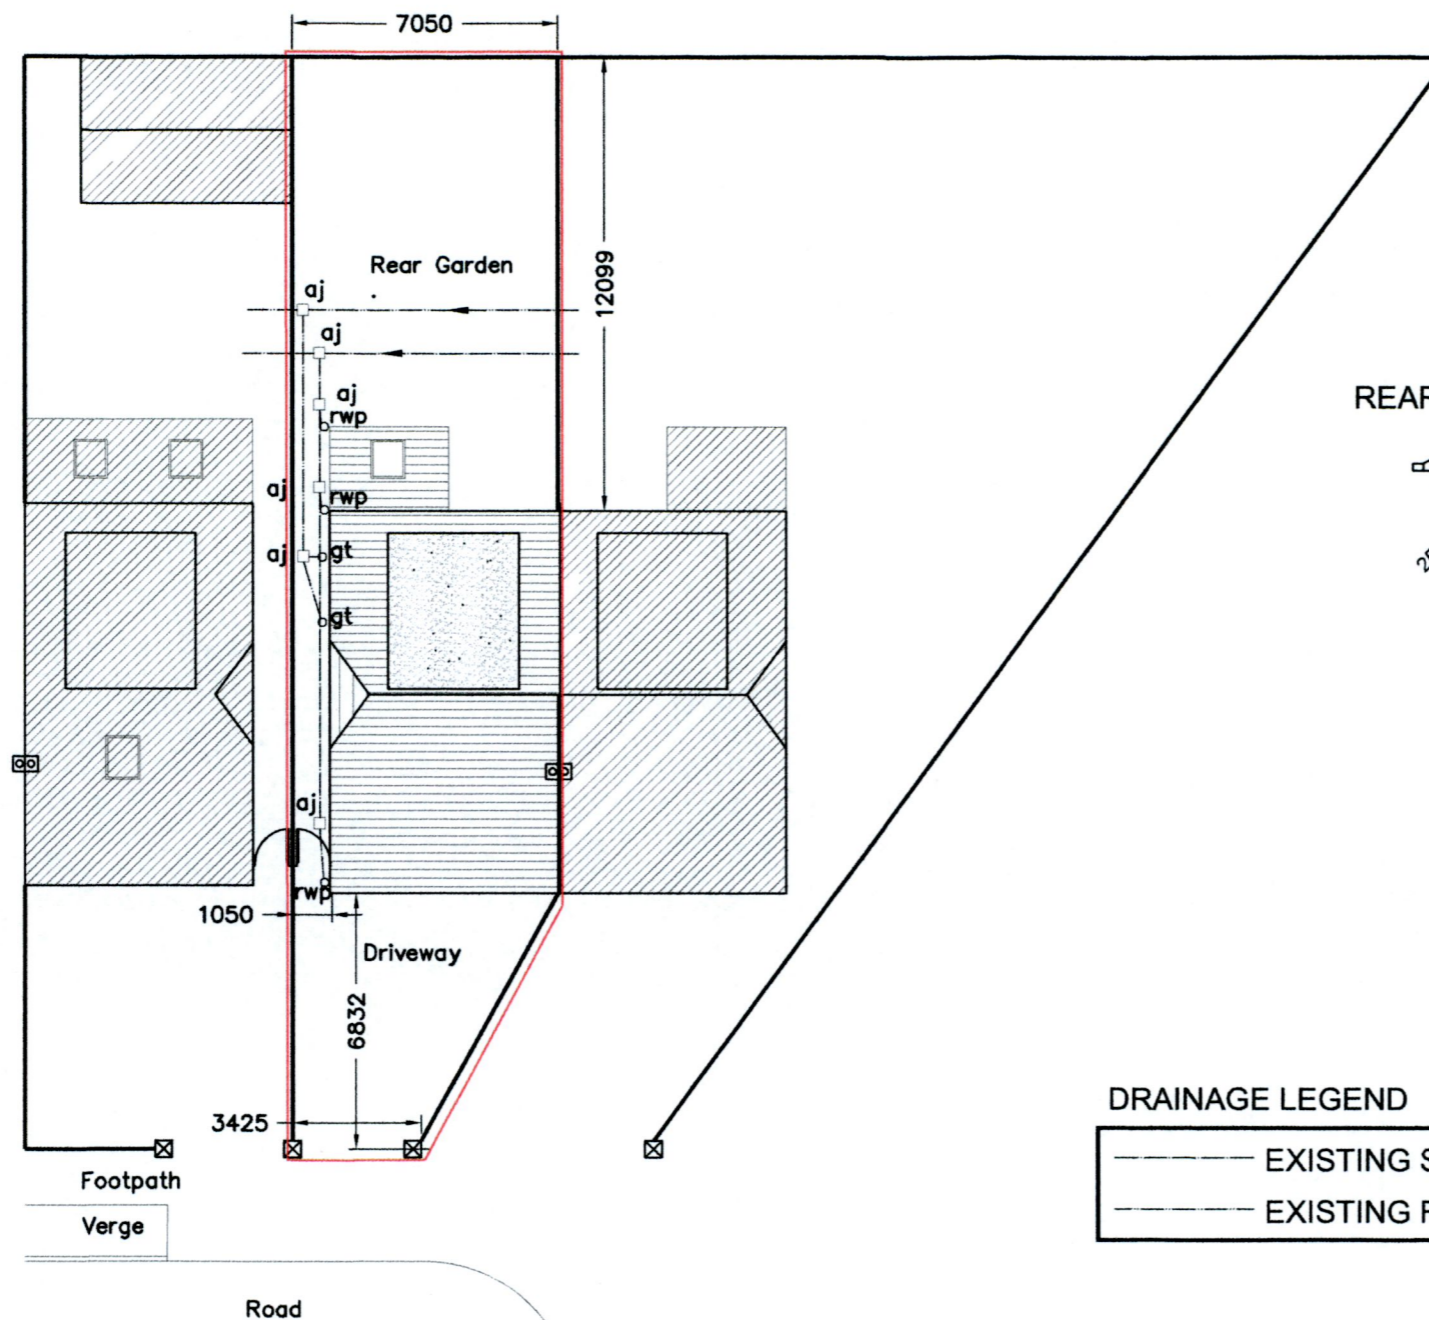 7050
Rear Garden
12099
aj
aj
aj
rwp
aj
rwp
aj
gt
gt
aj
rwp
1050
Driveway
6832
3425
Footpath
Verge
Road
DRAINAGE LEGEND
EXISTING
EXISTING